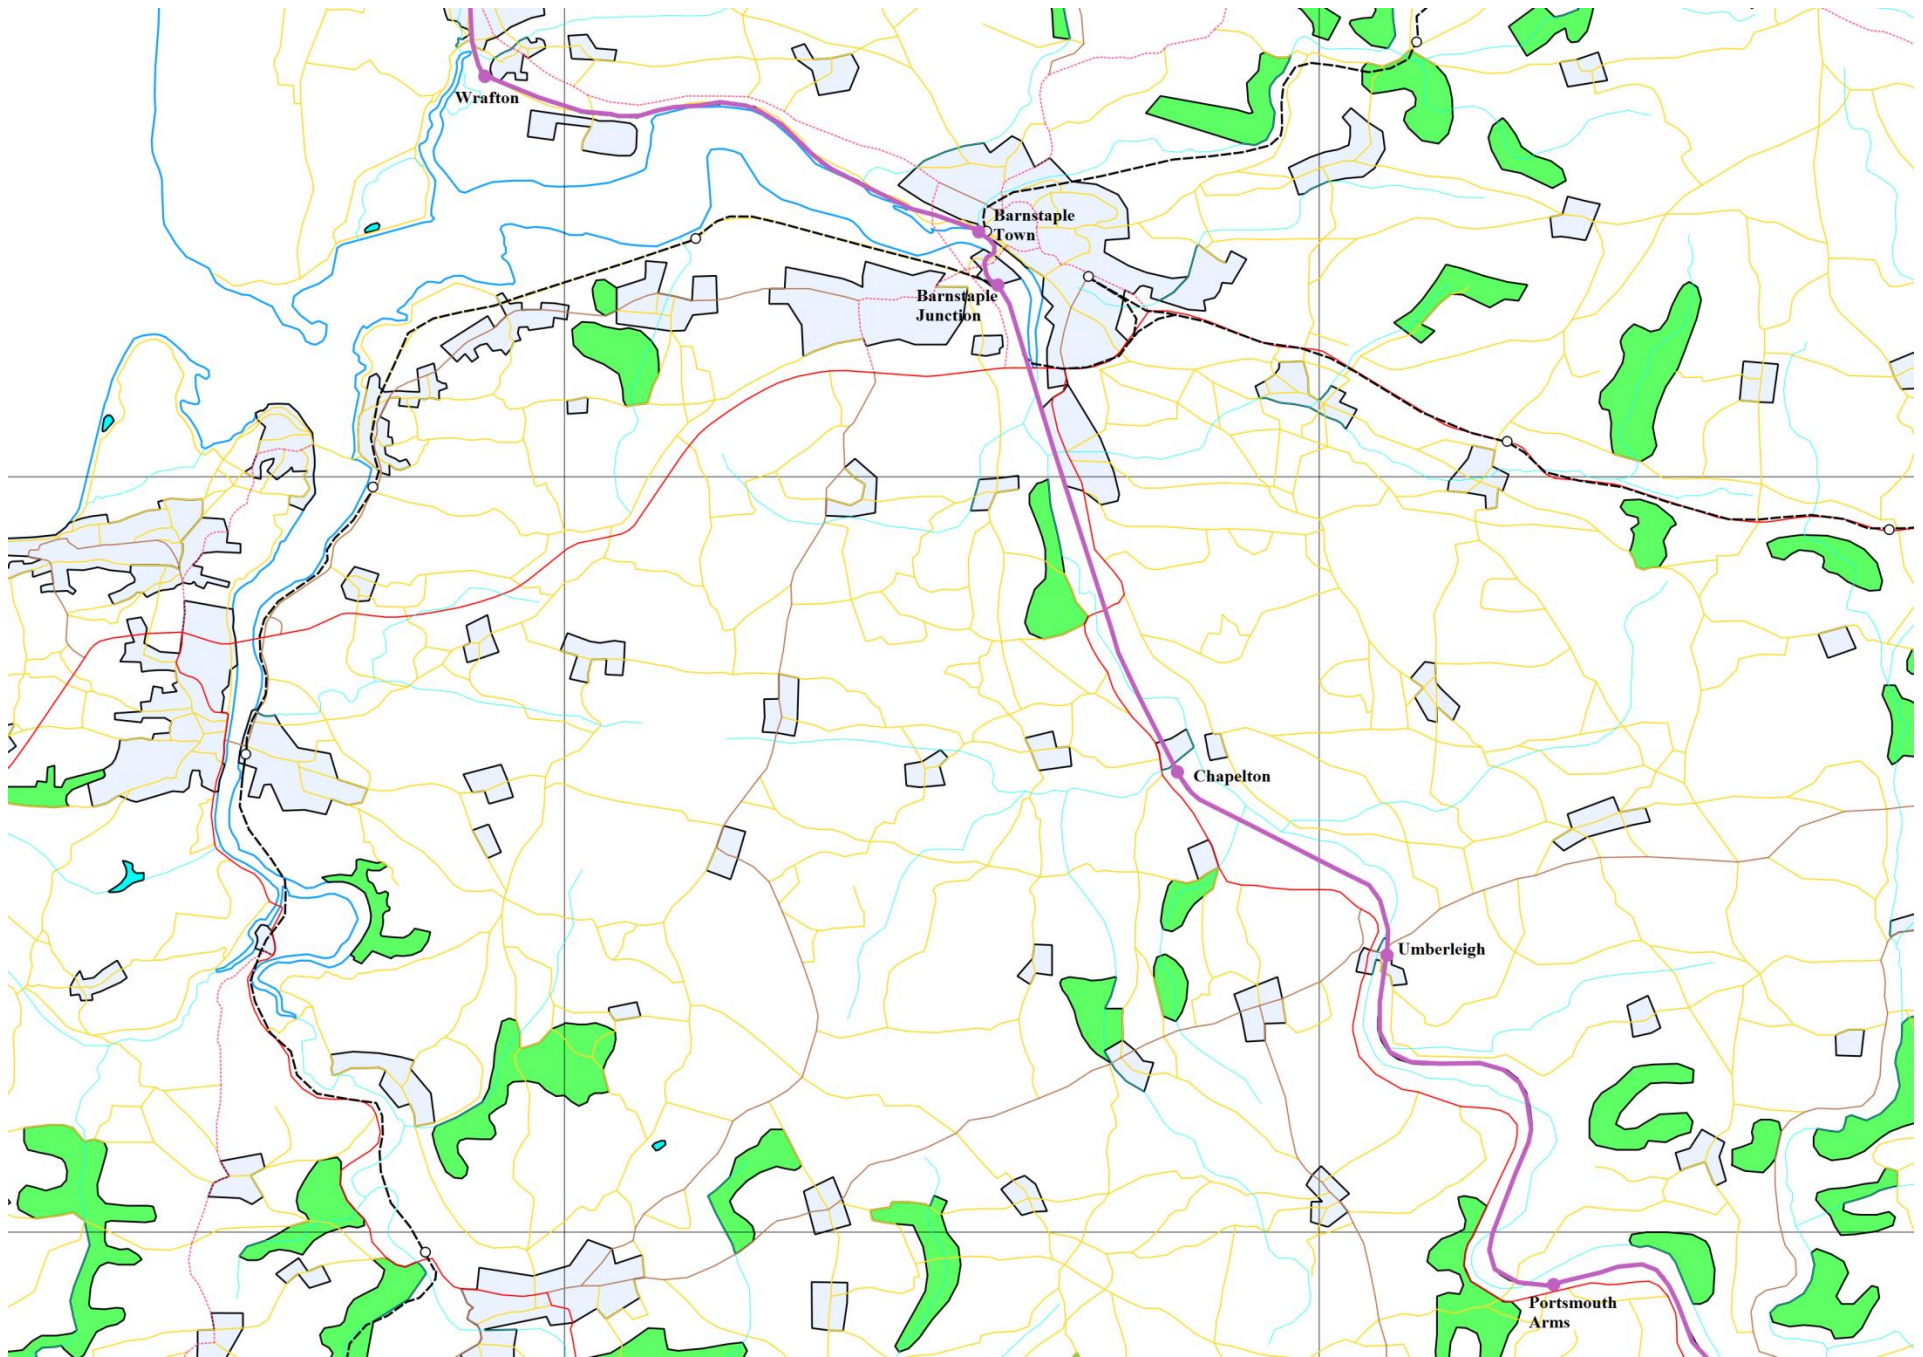 Wrafton
Barnstaple
Town
Barnstaple
Junction
Chapelton
Umberleigh
Portsmouth
Arms